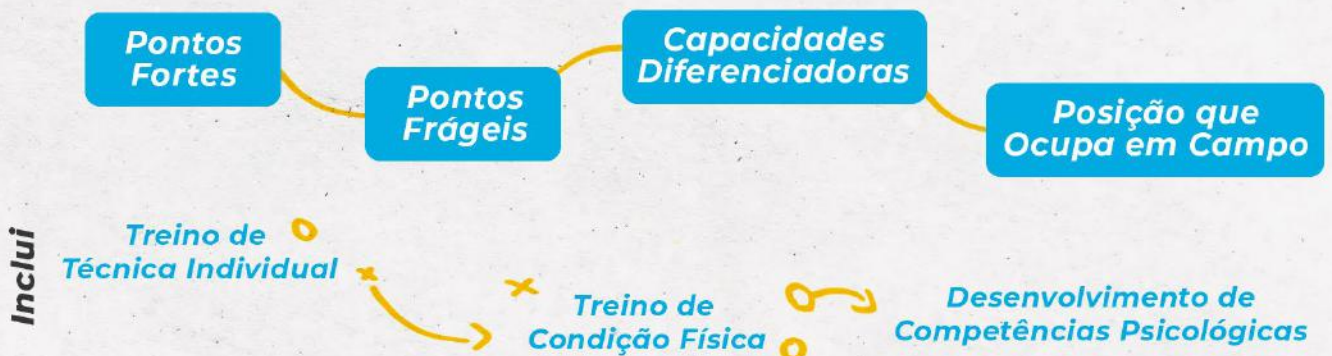 Pontos
Fortes
Pontos
Frágeis
Capacidades
Diferenciadoras
Posição que
Ocupa em Campo
Inclui
Treino de
Técnica Individual
Treino de
Condição Física
Desenvolvimento de
Competências Psicológicas